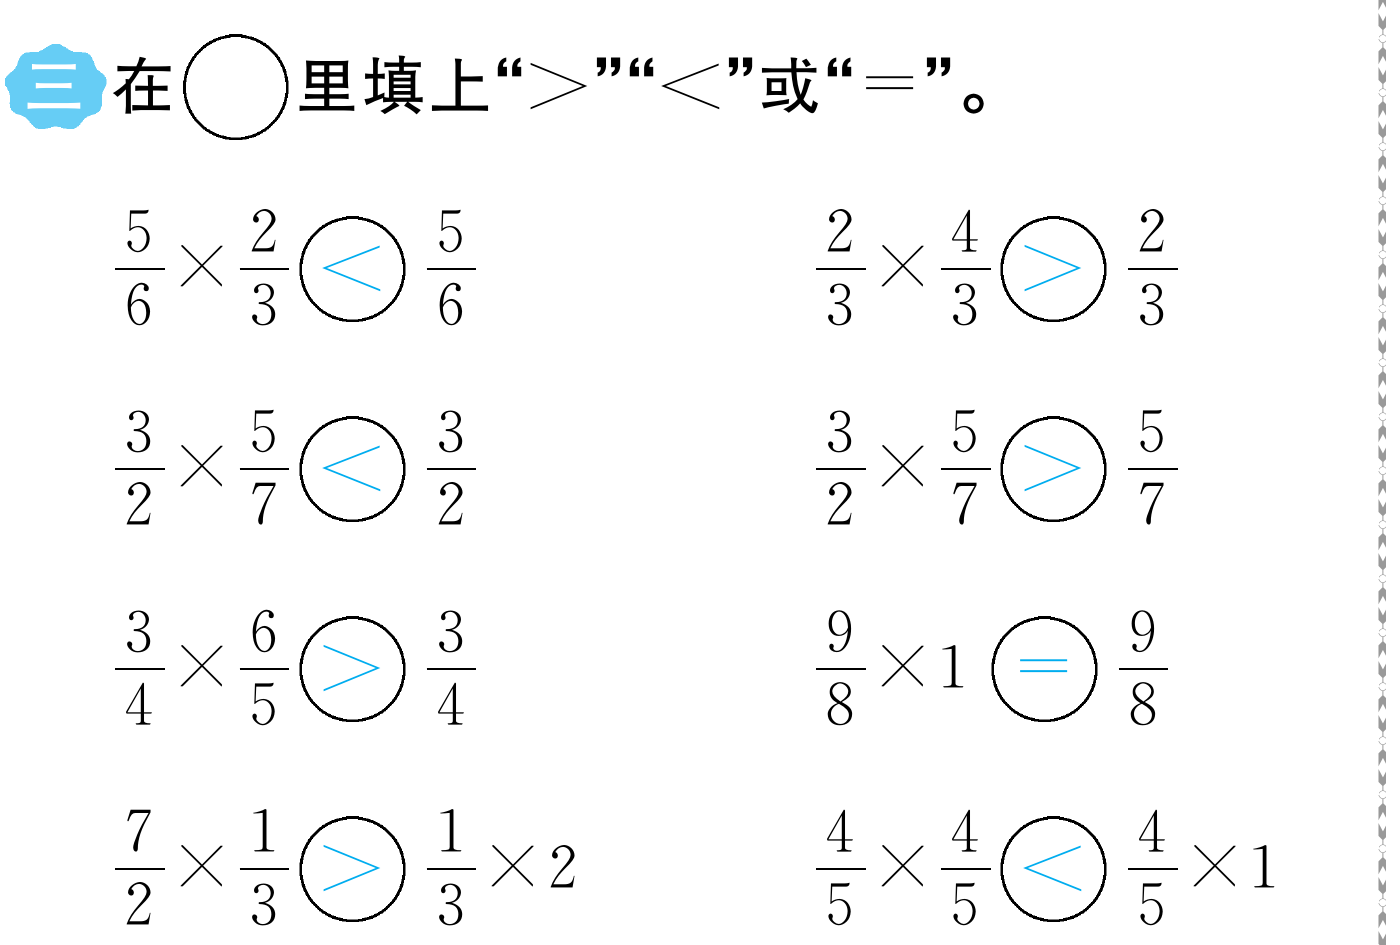 三 在○里填上“>”“<”或“=”。
5/6 × 2/3 < 5/6 2/3 × 4/3 > 2/3
3/2 × 5/7 < 3/2 3/2 × 5/7 > 5/7
3/4 × 6/5 > 3/4 9/8 × 1 = 9/8
7/2 × 1/3 > 1/3 × 2 4/5 × 4/5 < 4/5 × 1